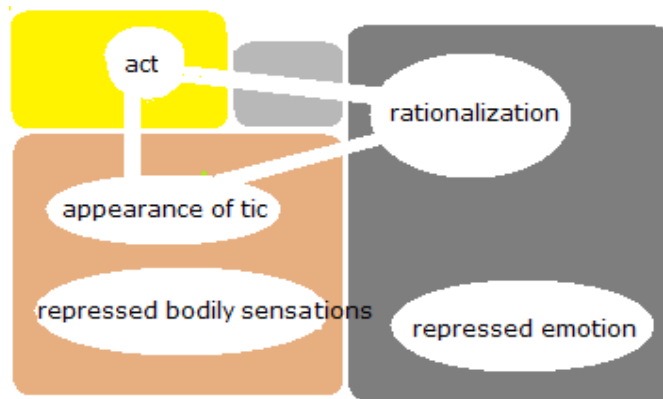 act
rationalization
appearance of tic
repressed bodily sensations
repressed emotion